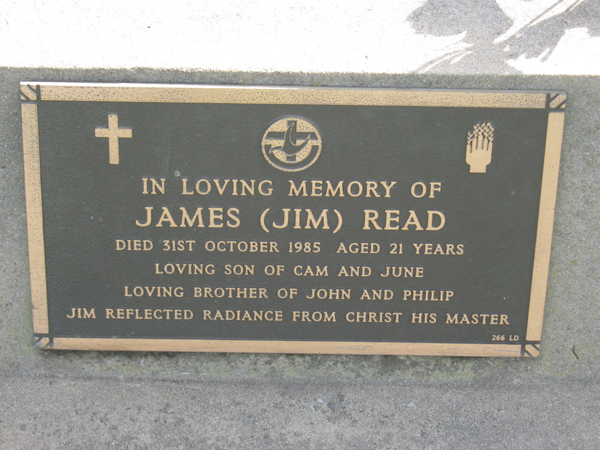 IN LOVING MEMORY OF
JAMES (JIM) READ
DIED 31ST OCTOBER 1985 AGED 21 YEARS
LOVING SON OF CAM AND JUNE
LOVING BROTHER OF JOHN AND PHILIP
JIM REFLECTED RADIANCE FROM CHRIST HIS MASTER
266 LD